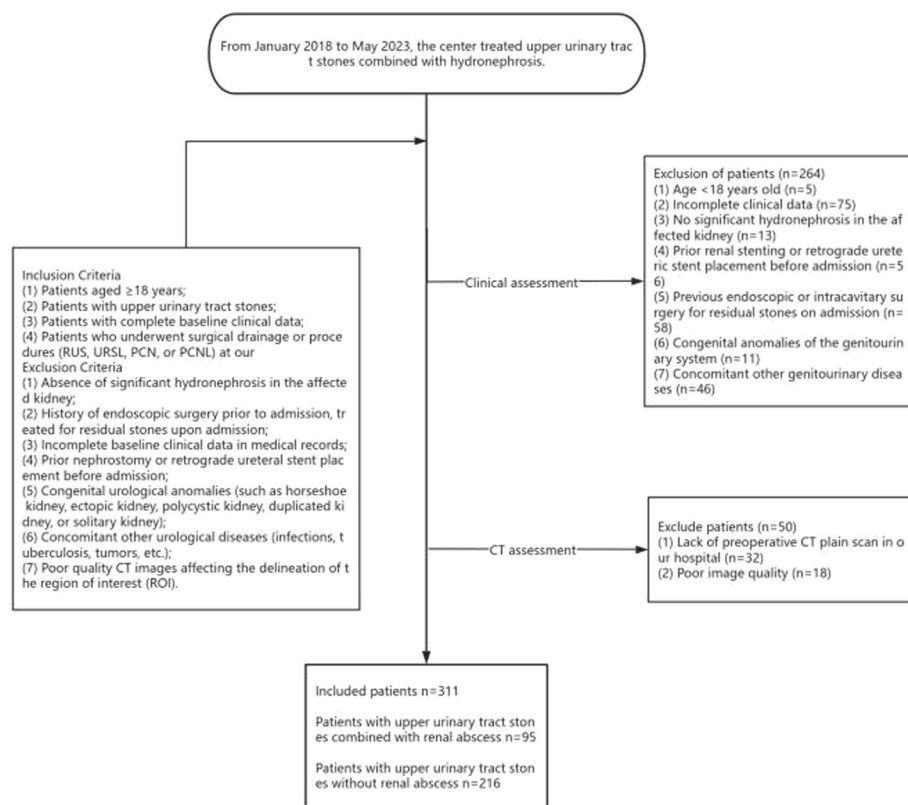 From January 2018 to May 2023, the center treated upper urinary trac
t stones combined with hydronephrosis.
Exclusion of patients (n=264)
(1) Age <18 years old (n=5)
(2) Incomplete clinical data (n=75)
(3) No significant hydronephrosis in the af
fected kidney (n=13)
(4) Prior renal stenting or retrograde urete
ric stent placement before admission (n=5
6)
(5) Previous endoscopic or intracavitary su
rgery for residual stones on admission (n=
58)
(6) Congenital anomalies of the genitourin
ary system (n=11)
(7) Concomitant other genitourinary disea
ses (n=46)
Clinical assessment
Inclusion Criteria
(1) Patients aged ≥18 years;
(2) Patients with upper urinary tract stones;
(3) Patients with complete baseline clinical data;
(4) Patients who underwent surgical drainage or proce
dures (RUS, URSL, PCN, or PCNL) at our
Exclusion Criteria
(1) Absence of significant hydronephrosis in the affecte
d kidney;
(2) History of endoscopic surgery prior to admission, tr
eated for residual stones upon admission;
(3) Incomplete baseline clinical data in medical records;
(4) Prior nephrostomy or retrograde ureteral stent plac
ement before admission;
(5) Congenital urological anomalies (such as horseshoe
kidney, ectopic kidney, polycystic kidney, duplicated ki
dney, or solitary kidney);
(6) Concomitant other urological diseases (infections, t
uberculosis, tumors, etc.);
(7) Poor quality CT images affecting the delineation of t
he region of interest (ROI).
CT assessment
Exclude patients (n=50)
(1) Lack of preoperative CT plain scan in o
ur hospital (n=32)
(2) Poor image quality (n=18)
Included patients n=311
Patients with upper urinary tract ston
es combined with renal abscess n=95
Patients with upper urinary tract ston
es without renal abscess n=216